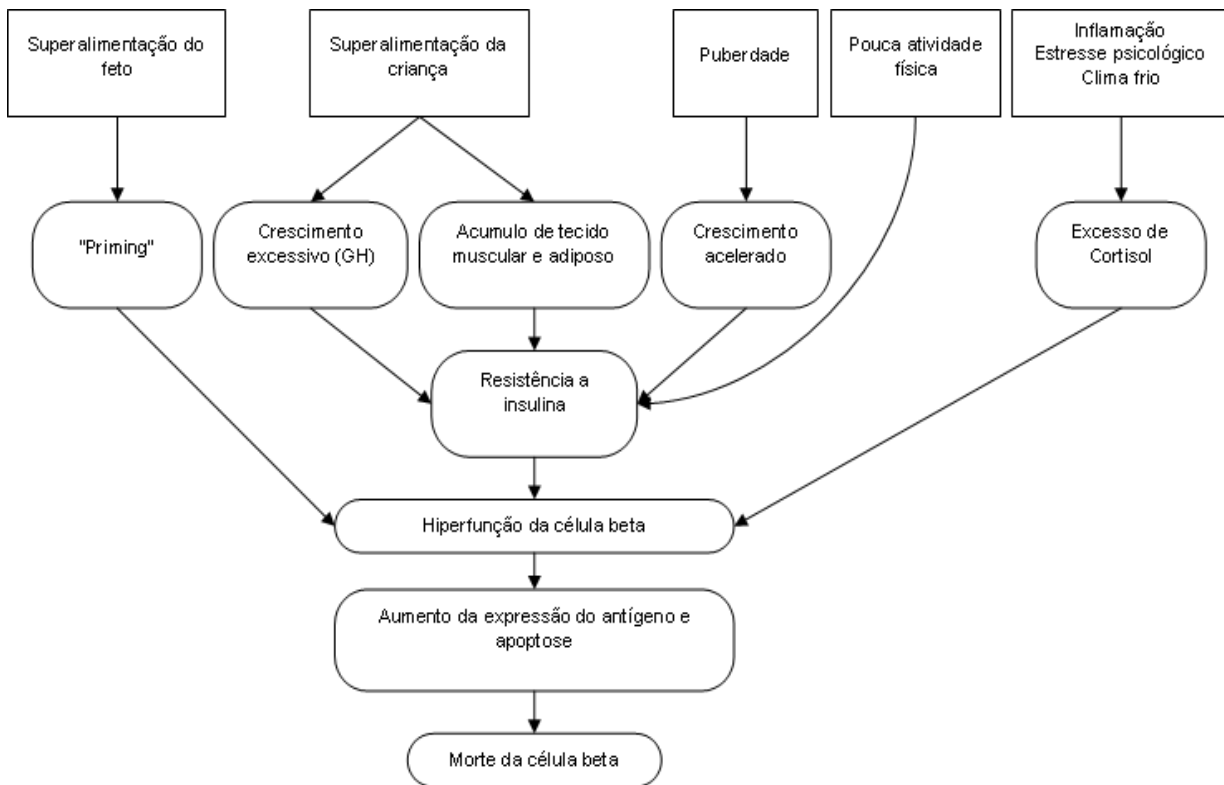 Superalimentação do
feto
Superalimentação da
criança
Puberdade
Pouca atividade
física
Inflamação
Estresse psicológico
Clima frio
"Priming"
Crescimento
excessivo (GH)
Acumulo de tecido
muscular e adiposo
Crescimento
acelerado
Excesso de
Cortisol
Resistência a
insulina
Hiperfunção da célula beta
Aumento da expressão do antígeno e
apoptose
Morte da célula beta